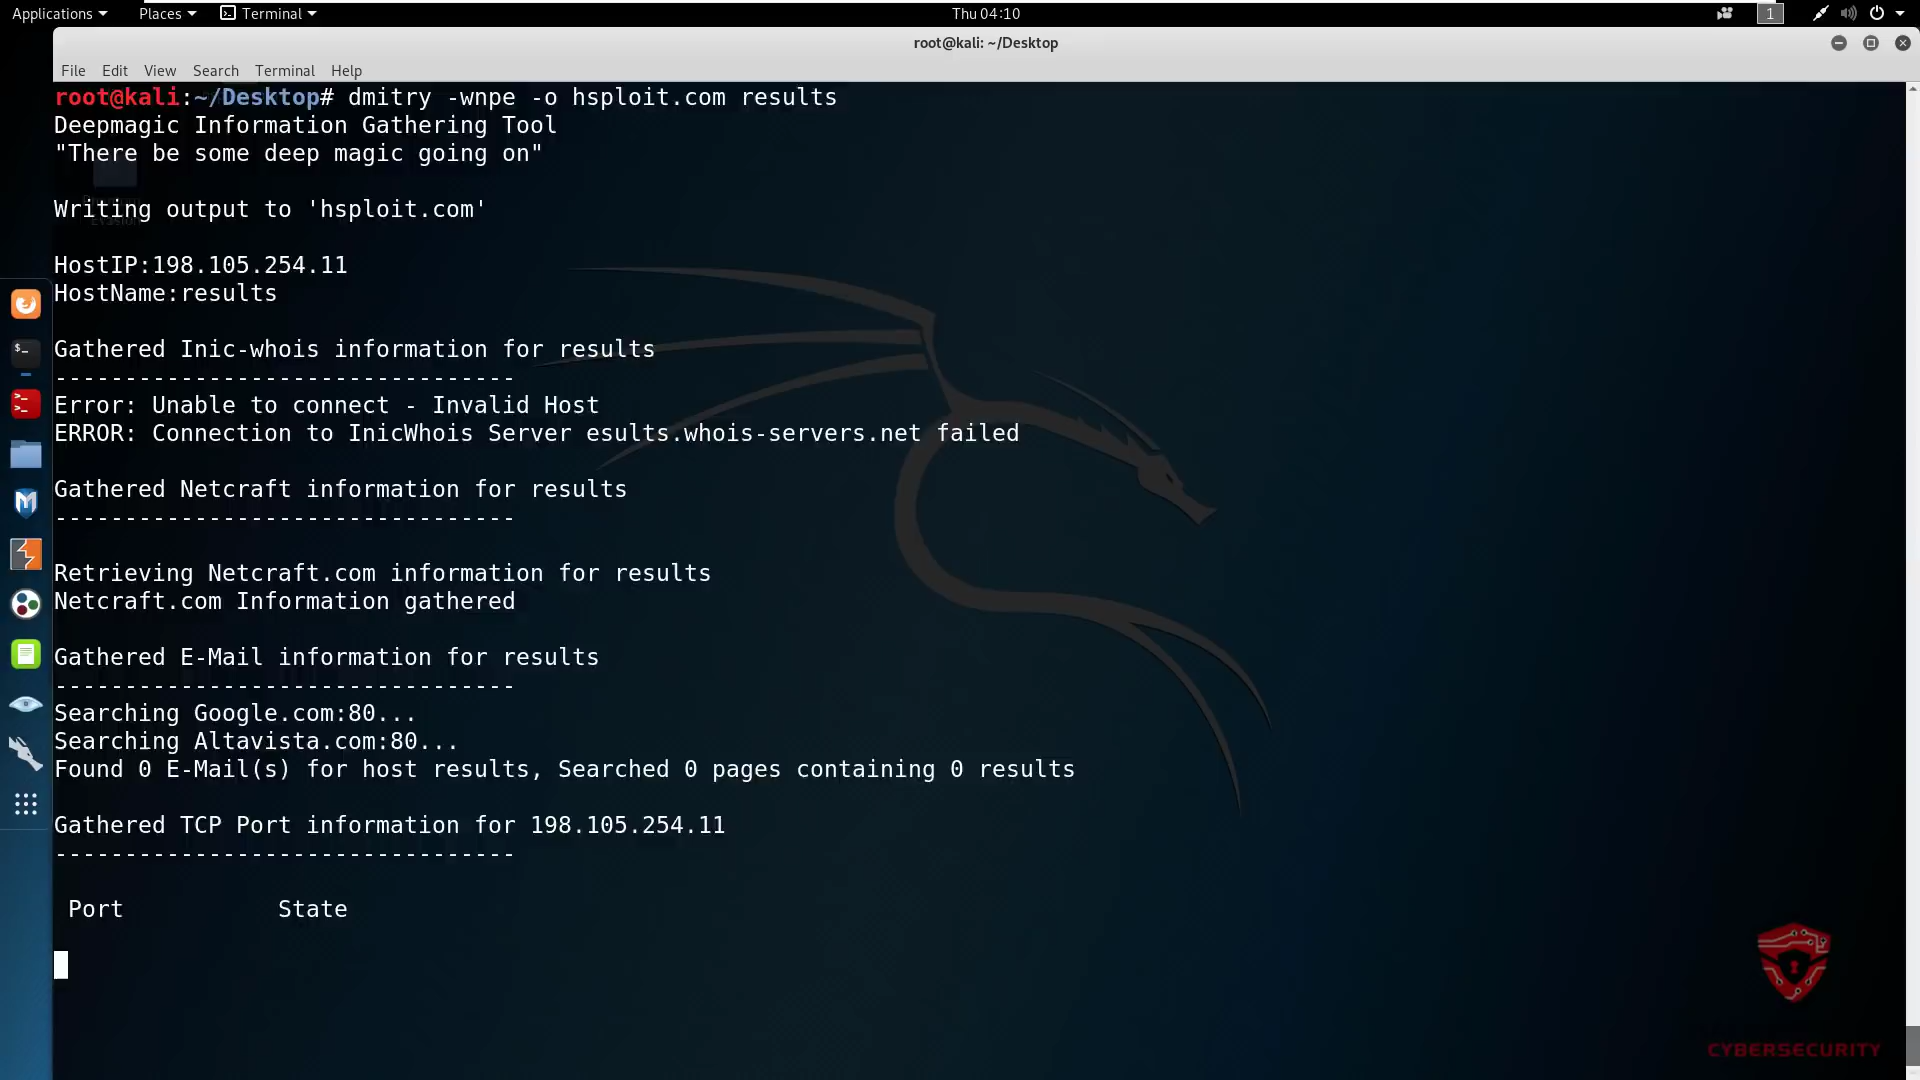 Applications Places Terminal Thu 04:10 1
root@kali: ~/Desktop
File Edit View Search Terminal Help
root@kali:~/Desktop# dmitry -wnpe -o hsploit.com results
Deepmagic Information Gathering Tool
"There be some deep magic going on"
Writing output to 'hsploit.com'
HostIP:198.105.254.11
HostName:results
Gathered Inic-whois information for results
---------------------------------
Error: Unable to connect - Invalid Host
ERROR: Connection to InicWhois Server esults.whois-servers.net failed
Gathered Netcraft information for results
---------------------------------
Retrieving Netcraft.com information for results
Netcraft.com Information gathered
Gathered E-Mail information for results
---------------------------------
Searching Google.com:80...
Searching Altavista.com:80...
Found 0 E-Mail(s) for host results, Searched 0 pages containing 0 results
Gathered TCP Port information for 198.105.254.11
---------------------------------
Port State
CYBERSECURITY